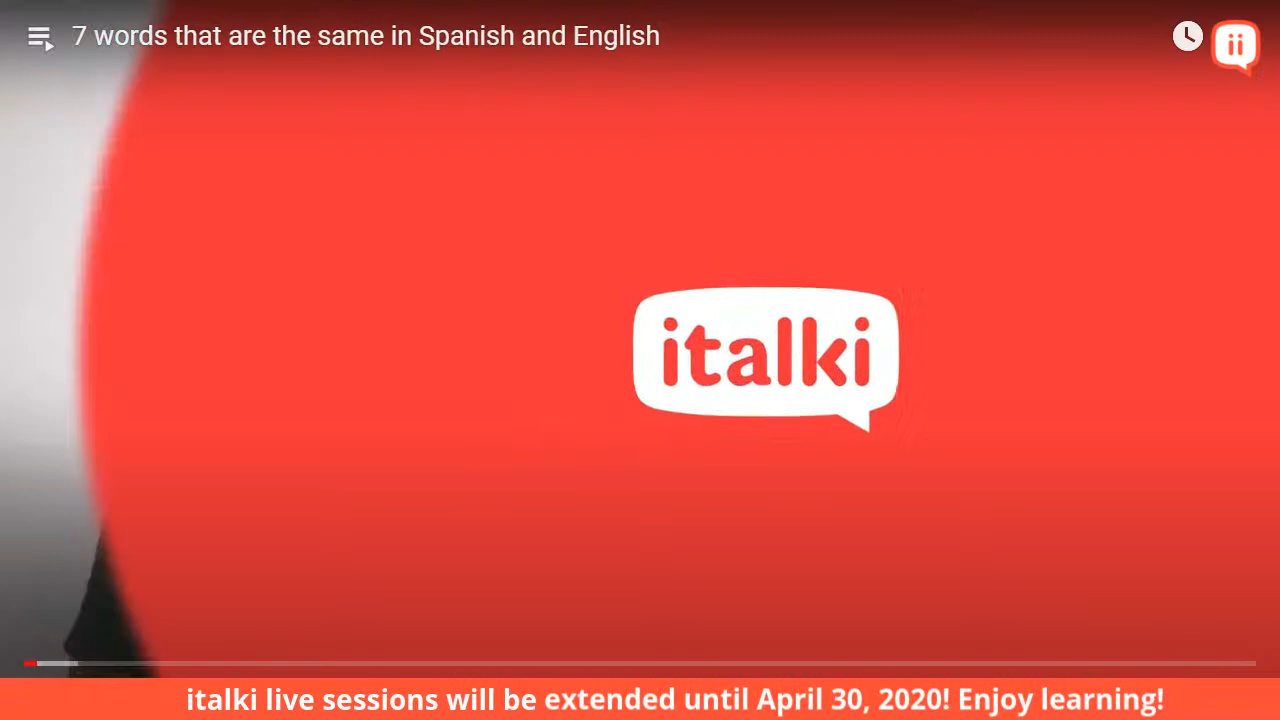 7 words that are the same in Spanish and English
italki
italki live sessions will be extended until April 30, 2020! Enjoy learning!